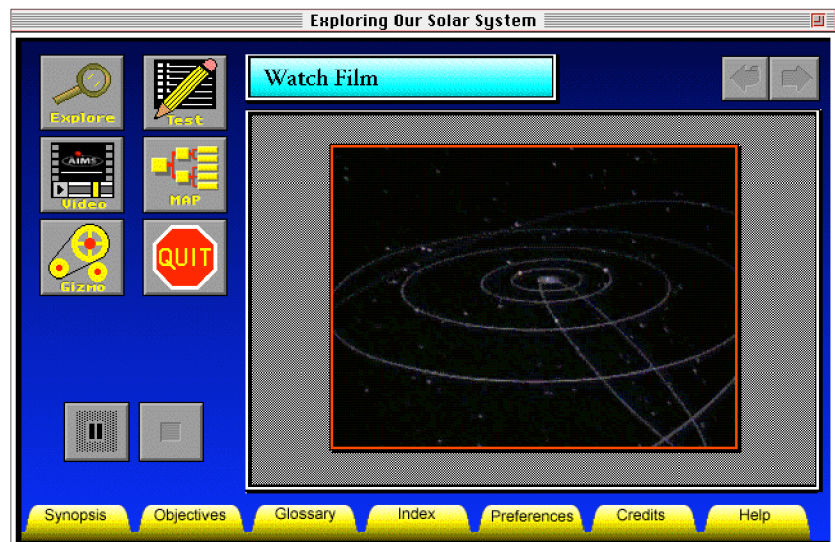 Exploring Our Solar System
Explore
Test
Watch Film
AIMS
Video
MAP
Gizmo
QUIT
Synopsis
Objectives
Glossary
Index
Preferences
Credits
Help